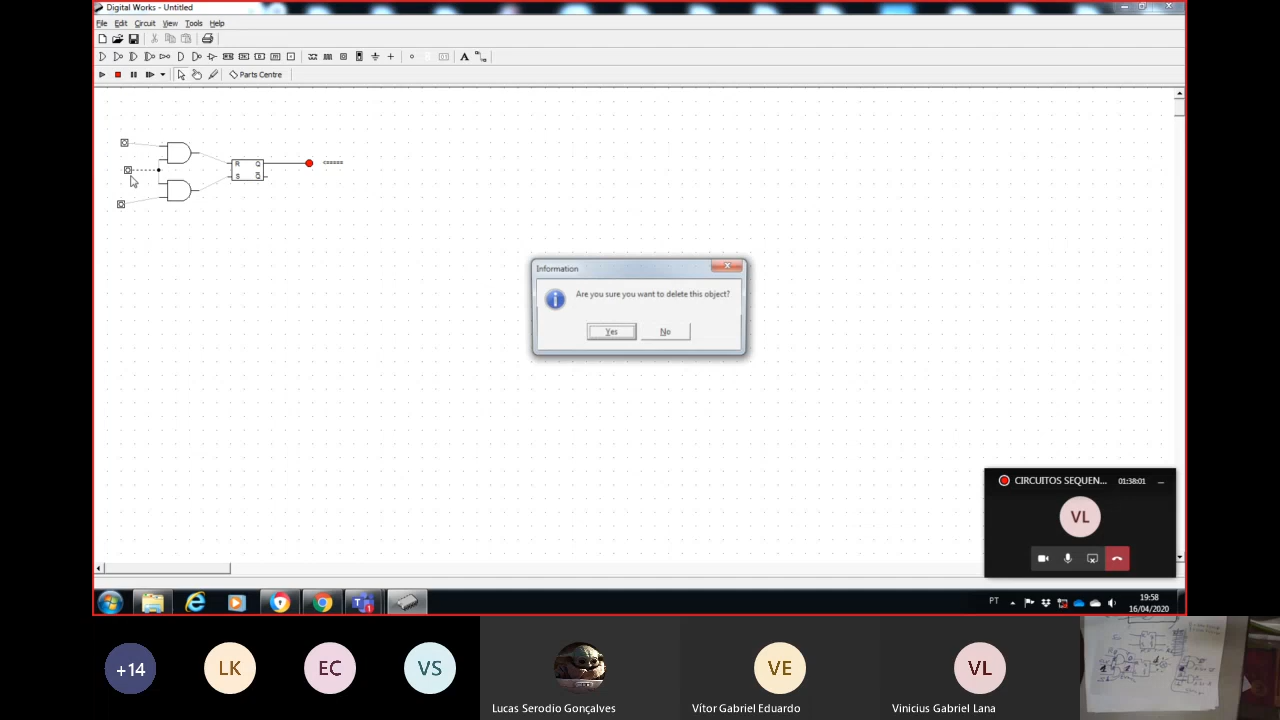 Digital Works - Untitled
File Edit Circuit View Tools Help
A
Parts Centre
R Q
S Q
Information
Are you sure you want to delete this object?
Yes No
CIRCUITOS SEQUEN... 01:38:01
VL
PT
19:58
16/04/2020
+14
LK
EC
VS
VE
VL
Lucas Serodio Gonçalves
Vítor Gabriel Eduardo
Vinicius Gabriel Lana